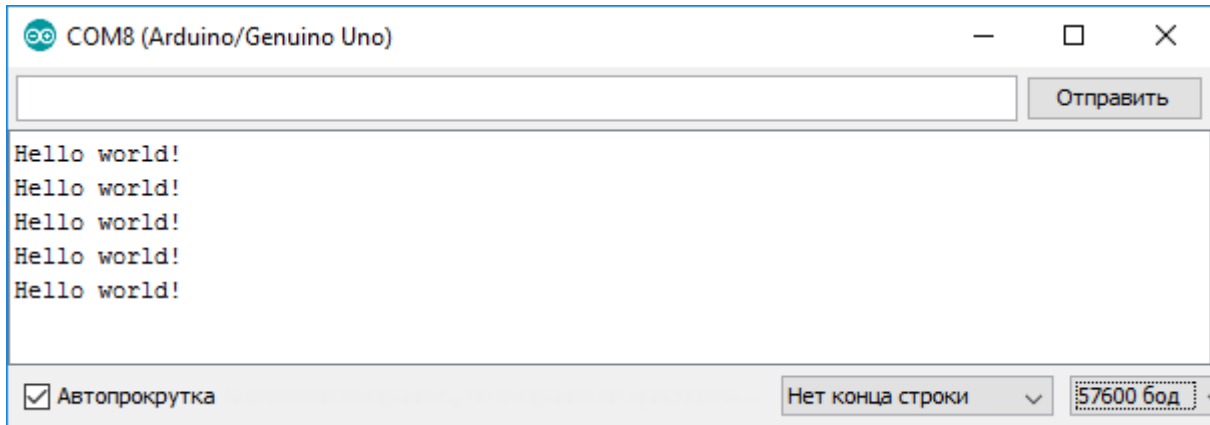 COM8 (Arduino/Genuino Uno)
Отправить
Hello world!
Hello world!
Hello world!
Hello world!
Hello world!
Автопрокрутка
Нет конца строки
57600 бод